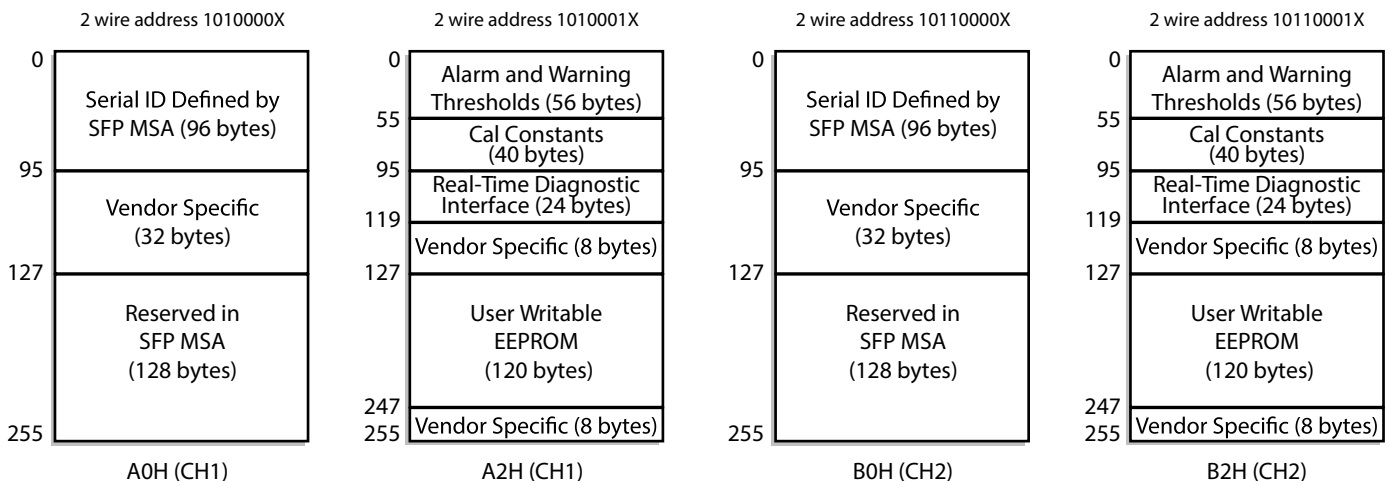 2 wire address 1010000X
0
Serial ID Defined by
SFP MSA (96 bytes)
95
Vendor Specific
(32 bytes)
127
Reserved in
SFP MSA
(128 bytes)
255
A0H (CH1)
2 wire address 1010001X
0
Alarm and Warning
Thresholds (56 bytes)
55
Cal Constants
(40 bytes)
95
Real-Time Diagnostic
Interface (24 bytes)
119
Vendor Specific (8 bytes)
127
User Writable
EEPROM
(120 bytes)
247
Vendor Specific (8 bytes)
255
A2H (CH1)
2 wire address 10110000X
0
Serial ID Defined by
SFP MSA (96 bytes)
95
Vendor Specific
(32 bytes)
127
Reserved in
SFP MSA
(128 bytes)
255
B0H (CH2)
2 wire address 10110001X
0
Alarm and Warning
Thresholds (56 bytes)
55
Cal Constants
(40 bytes)
95
Real-Time Diagnostic
Interface (24 bytes)
119
Vendor Specific (8 bytes)
127
User Writable
EEPROM
(120 bytes)
247
Vendor Specific (8 bytes)
255
B2H (CH2)